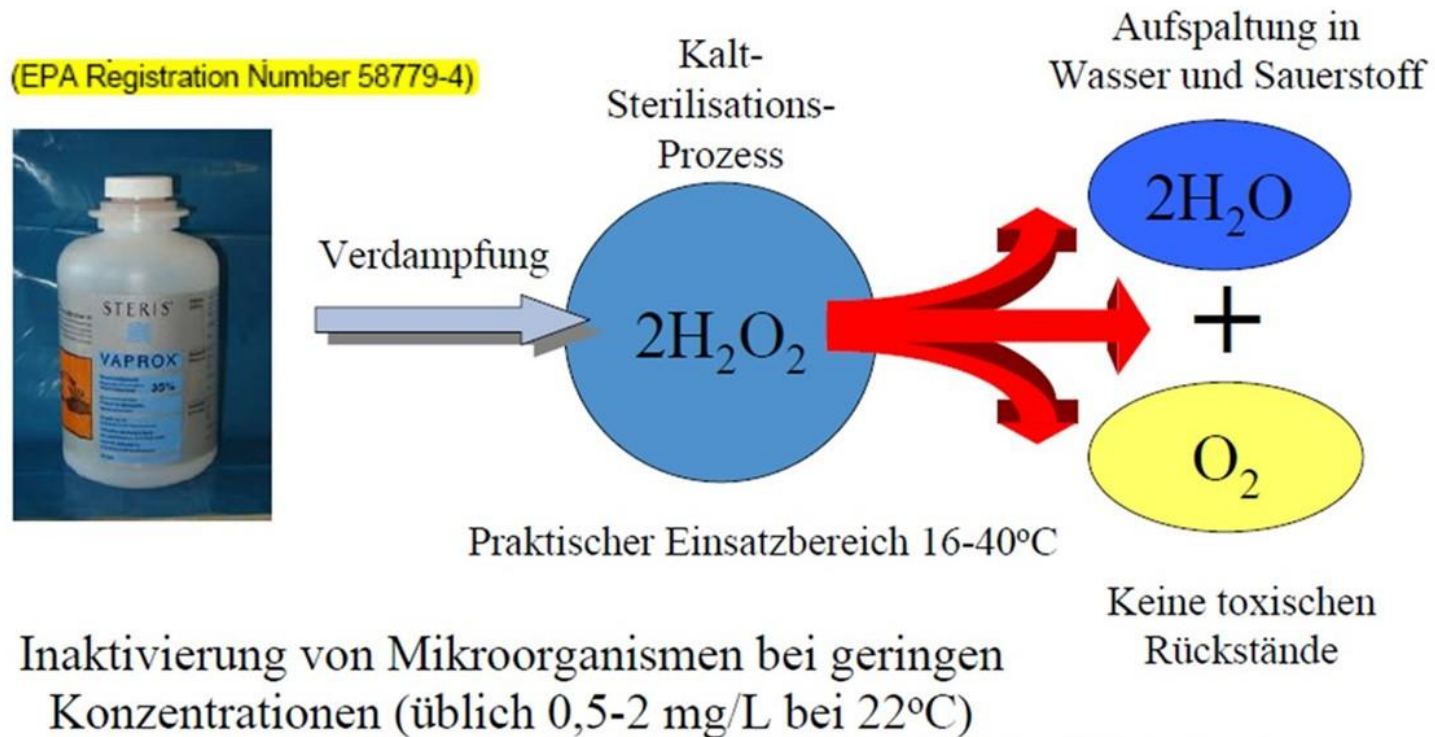 (EPA Registration Number 58779-4)
STERIS
VAPROX
35%
Verdampfung
Kalt-
Sterilisations-
Prozess
2H₂O₂
Praktischer Einsatzbereich 16-40°C
Aufspaltung in
Wasser und Sauerstoff
2H₂O
+
O₂
Keine toxischen
Rückstände
Inaktivierung von Mikroorganismen bei geringen
Konzentrationen (üblich 0,5-2 mg/L bei 22°C)